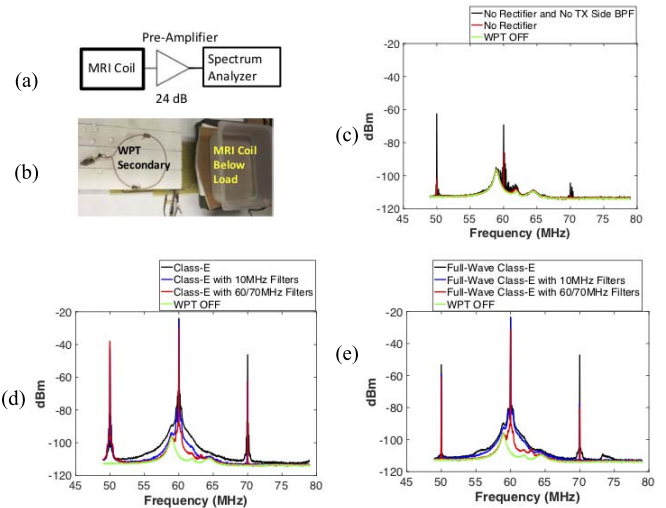 Pre-Amplifier
MRI Coil
Spectrum
Analyzer
24 dB
(a)
WPT
Secondary
MRI Coil
Below
Load
(b)
No Rectifier and No TX Side BPF
No Rectifier
WPT OFF
-20
-40
-60
-80
-100
-120
dBm
45 50 55 60 65 70 75 80
Frequency (MHz)
(c)
Class-E
Class-E with 10MHz Filters
Class-E with 60/70MHz Filters
WPT OFF
-20
-40
-60
-80
-100
-120
dBm
45 50 55 60 65 70 75 80
Frequency (MHz)
(d)
Full-Wave Class-E
Full-Wave Class-E with 10MHz Filters
Full-Wave Class-E with 60/70MHz Filters
WPT OFF
-20
-40
-60
-80
-100
-120
dBm
45 50 55 60 65 70 75 80
Frequency (MHz)
(e)